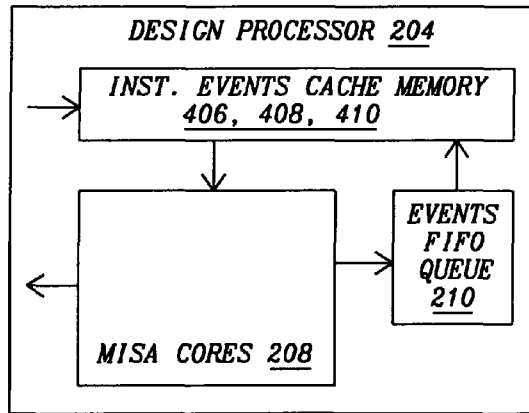 DESIGN PROCESSOR 204
INST. EVENTS CACHE MEMORY
406, 408, 410
EVENTS
FIFO
QUEUE
210
MISA CORES 208